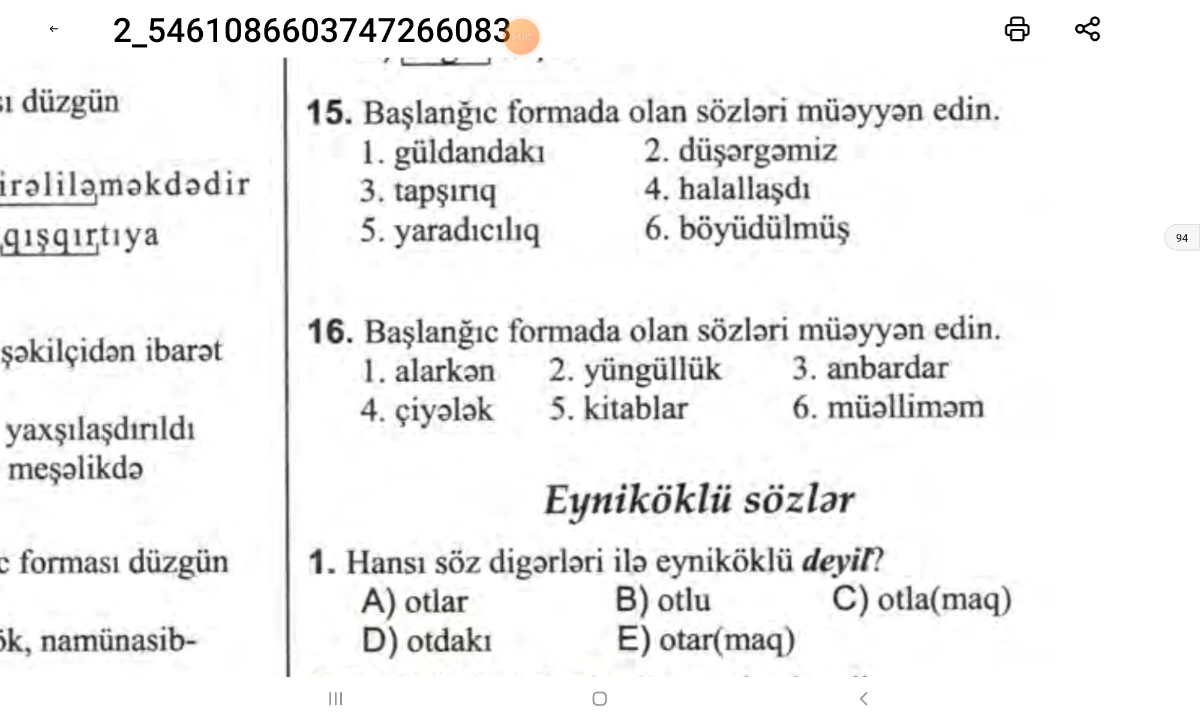 2_5461086603747266083
94
ı düzgün
irəliləməkdədir
qışqırtıya
şəkilçidən ibarət
yaxşılaşdırıldı
meşəlikdə
c forması düzgün
ök, namünasib-
15. Başlanğıc formada olan sözləri müəyyən edin.
1. güldandakı 2. düşərgəmiz
3. tapşırıq 4. halallaşdı
5. yaradıcılıq 6. böyüdülmüş
16. Başlanğıc formada olan sözləri müəyyən edin.
1. alarkən 2. yüngüllük 3. anbardar
4. çiyələk 5. kitablar 6. müəlliməm
Eyniköklü sözlər
1. Hansı söz digərləri ilə eyniköklü deyil?
A) otlar B) otlu C) otla(maq)
D) otdakı E) otar(maq)